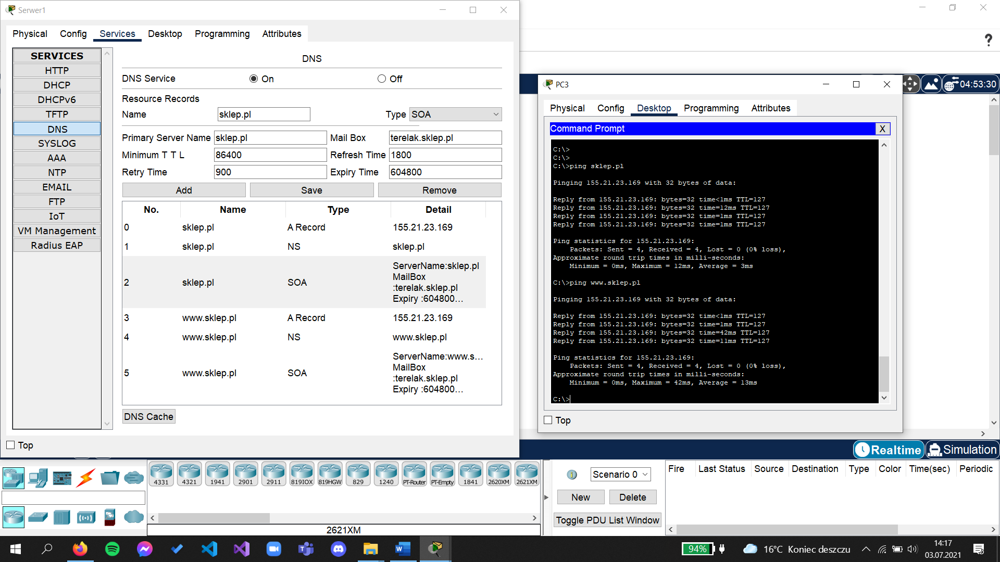 Serwer1
Physical Config Services Desktop Programming Attributes
SERVICES
HTTP
DHCP
DHCPv6
TFTP
DNS
SYSLOG
AAA
NTP
EMAIL
FTP
IoT
VM Management
Radius EAP
DNS
DNS Service On Off
Resource Records
Name sklep.pl Type SOA
Primary Server Name sklep.pl Mail Box terelak.sklep.pl
Minimum T T L 86400 Refresh Time 1800
Retry Time 900 Expiry Time 604800
Add Save Remove
No. Name Type Detail
0 sklep.pl A Record 155.21.23.169
1 sklep.pl NS sklep.pl
2 sklep.pl SOA ServerName:sklep.pl
MailBox
:terelak.sklep.pl
Expiry :604800...
3 www.sklep.pl A Record 155.21.23.169
4 www.sklep.pl NS www.sklep.pl
5 www.sklep.pl SOA ServerName:www.s...
MailBox
:terelak.sklep.pl
Expiry :604800...
DNS Cache
Top
?
04:53:30
PC3
Physical Config Desktop Programming Attributes
Command Prompt X
C:\>
C:\>
C:\>ping sklep.pl
Pinging 155.21.23.169 with 32 bytes of data:
Reply from 155.21.23.169: bytes=32 time<1ms TTL=127
Reply from 155.21.23.169: bytes=32 time=12ms TTL=127
Reply from 155.21.23.169: bytes=32 time=1ms TTL=127
Reply from 155.21.23.169: bytes=32 time=1ms TTL=127
Ping statistics for 155.21.23.169:
Packets: Sent = 4, Received = 4, Lost = 0 (0% loss),
Approximate round trip times in milli-seconds:
Minimum = 0ms, Maximum = 12ms, Average = 3ms
C:\>ping www.sklep.pl
Pinging 155.21.23.169 with 32 bytes of data:
Reply from 155.21.23.169: bytes=32 time<1ms TTL=127
Reply from 155.21.23.169: bytes=32 time=1ms TTL=127
Reply from 155.21.23.169: bytes=32 time=42ms TTL=127
Reply from 155.21.23.169: bytes=32 time=11ms TTL=127
Ping statistics for 155.21.23.169:
Packets: Sent = 4, Received = 4, Lost = 0 (0% loss),
Approximate round trip times in milli-seconds:
Minimum = 0ms, Maximum = 42ms, Average = 13ms
C:\>
Top
Realtime Simulation
4331 4321 1941 2901 2911 819IOX 819HGW 829 1240 PT-Router PT-Empty 1841 2620XM 2621XM
2621XM
Scenario 0
New Delete
Toggle PDU List Window
Fire Last Status Source Destination Type Color Time(sec) Periodic
94% 16°C Koniec deszczu
14:17
03.07.2021